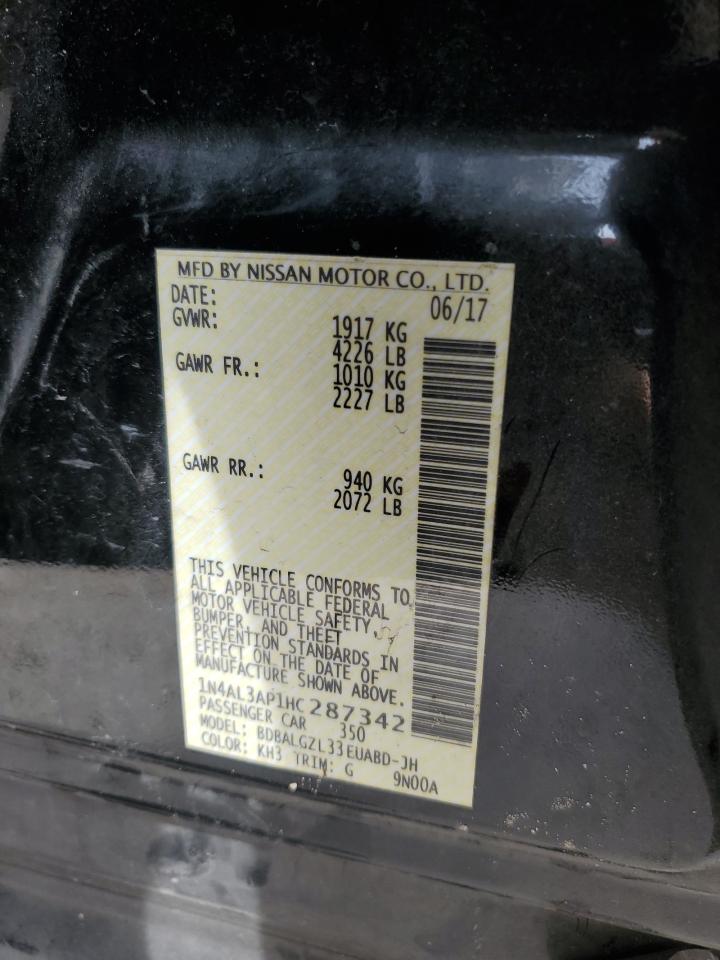 MFD BY NISSAN MOTOR CO., LTD.
DATE: 06/17
GVWR: 1917 KG
4226 LB
GAWR FR.: 1010 KG
2227 LB
GAWR RR.: 940 KG
2072 LB
THIS VEHICLE CONFORMS TO
ALL APPLICABLE FEDERAL
MOTOR VEHICLE SAFETY,
BUMPER, AND THEFT
PREVENTION STANDARDS IN
EFFECT ON THE DATE OF
MANUFACTURE SHOWN ABOVE.
1N4AL3AP1HC287342
PASSENGER CAR 350
MODEL: BDBALGZL33EUABD-JH
COLOR: KH3 TRIM: G 9N00A